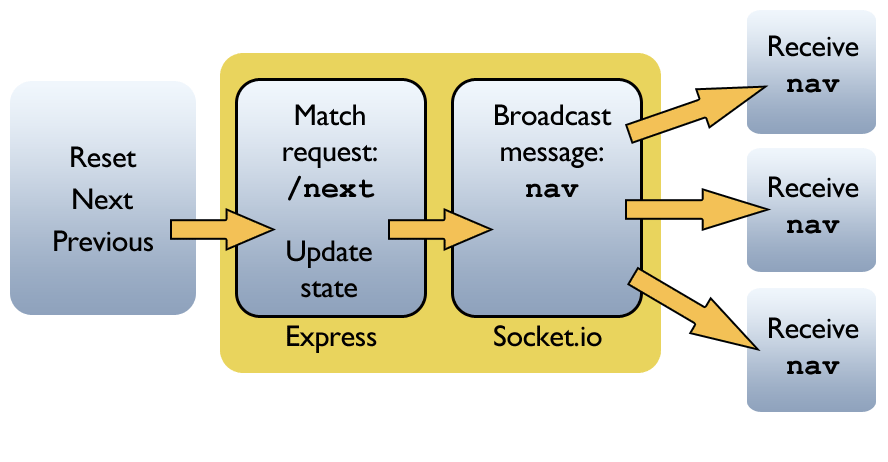 Reset
Next
Previous
Match
request:
/next
Update
state
Express
Broadcast
message:
nav
Socket.io
Receive
nav
Receive
nav
Receive
nav